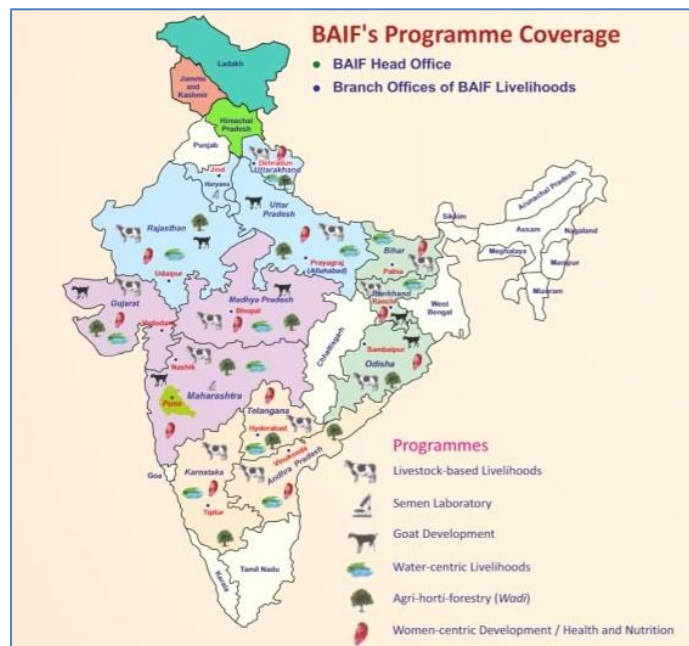 BAIF's Programme Coverage
BAIF Head Office
Branch Offices of BAIF Livelihoods
Ladakh
Jammu
and
Kashmir
Himachal
Pradesh
Punjab
Dehradun
Uttarakhand
Jind
Haryana
Uttar
Pradesh
Rajasthan
Udaipur
Prayagraj
(Allahabad)
Bihar
Patna
Sikkim
Arunachal Pradesh
Assam
Nagaland
Meghalaya
Manipur
Mizoram
Jharkhand
Ranchi
West
Bengal
Gujarat
Vadodara
Madhya Pradesh
Bhopal
Chhattisgarh
Sambalpur
Odisha
Nashik
Maharashtra
Pune
Telangana
Hyderabad
Vinukonda
Andhra Pradesh
Goa
Karnataka
Tiptur
Kerala
Tamil Nadu
Programmes
Livestock-based Livelihoods
Semen Laboratory
Goat Development
Water-centric Livelihoods
Agri-horti-forestry (Wadi)
Women-centric Development / Health and Nutrition